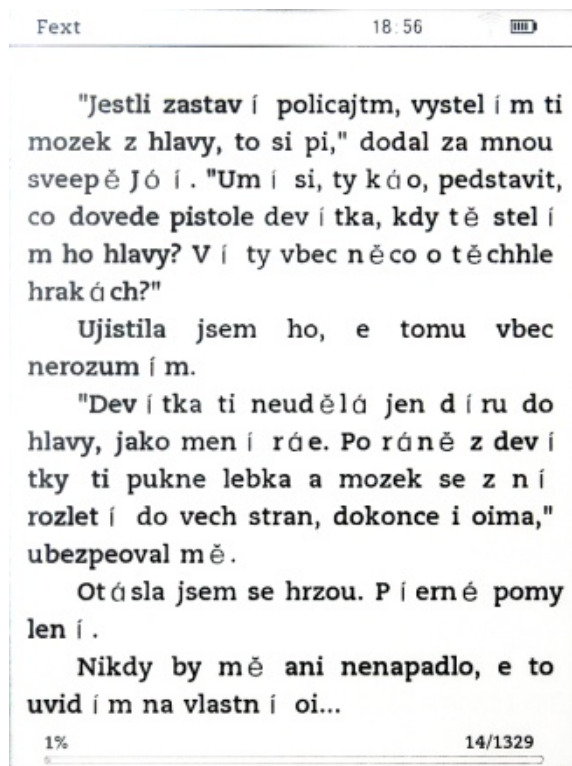 Fext 18:56
"Jestli zastav í policajtm, vystel í m ti
mozek z hlavy, to si pi," dodal za mnou
sveepě Jó í . "Um í si, ty k á o, pedstavit,
co dovede pistole dev í tka, kdy tě stel í
m ho hlavy? V í ty vbec něco o těchhle
hrak á ch?"
Ujistila jsem ho, e tomu vbec
nerozum í m.
"Dev í tka ti neudělá jen d í ru do
hlavy, jako men í ráe. Po ráně z dev í
tky ti pukne lebka a mozek se z n í
rozlet í do vech stran, dokonce i oima,"
ubezpeoval mě.
Ot á sla jsem se hrzou. P í erné pomy
len í .
Nikdy by mě ani nenapadlo, e to
uvid í m na vlastn í oi...
1% 14/1329